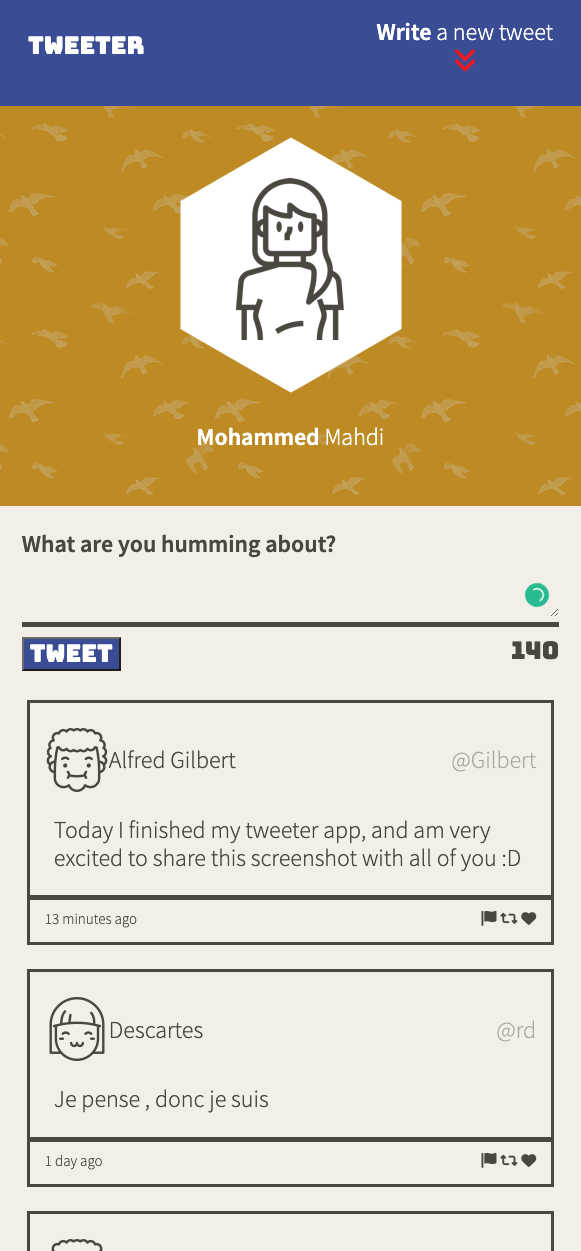 TWEETER
Write a new tweet
Mohammed Mahdi
What are you humming about?
TWEET
140
Alfred Gilbert
@Gilbert
Today I finished my tweeter app, and am very
excited to share this screenshot with all of you :D
13 minutes ago
Descartes
@rd
Je pense , donc je suis
1 day ago